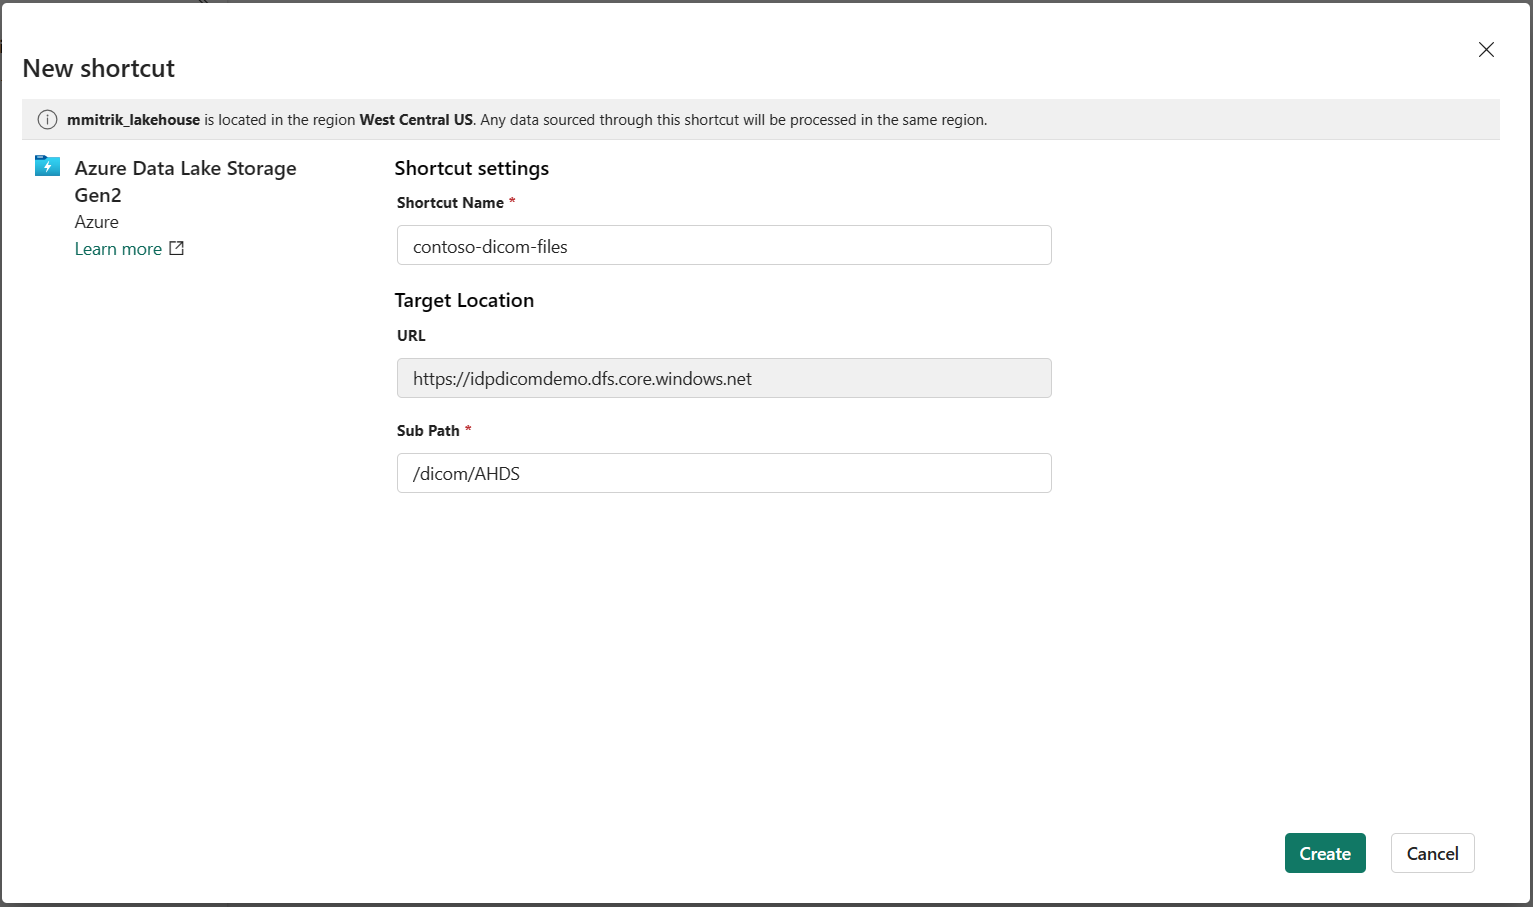 New shortcut
mmitrik_lakehouse is located in the region West Central US. Any data sourced through this shortcut will be processed in the same region.
Azure Data Lake Storage
Gen2
Azure
Learn more
Shortcut settings
Shortcut Name *
contoso-dicom-files
Target Location
URL
https://idpdicomdemo.dfs.core.windows.net
Sub Path *
/dicom/AHDS
Create
Cancel